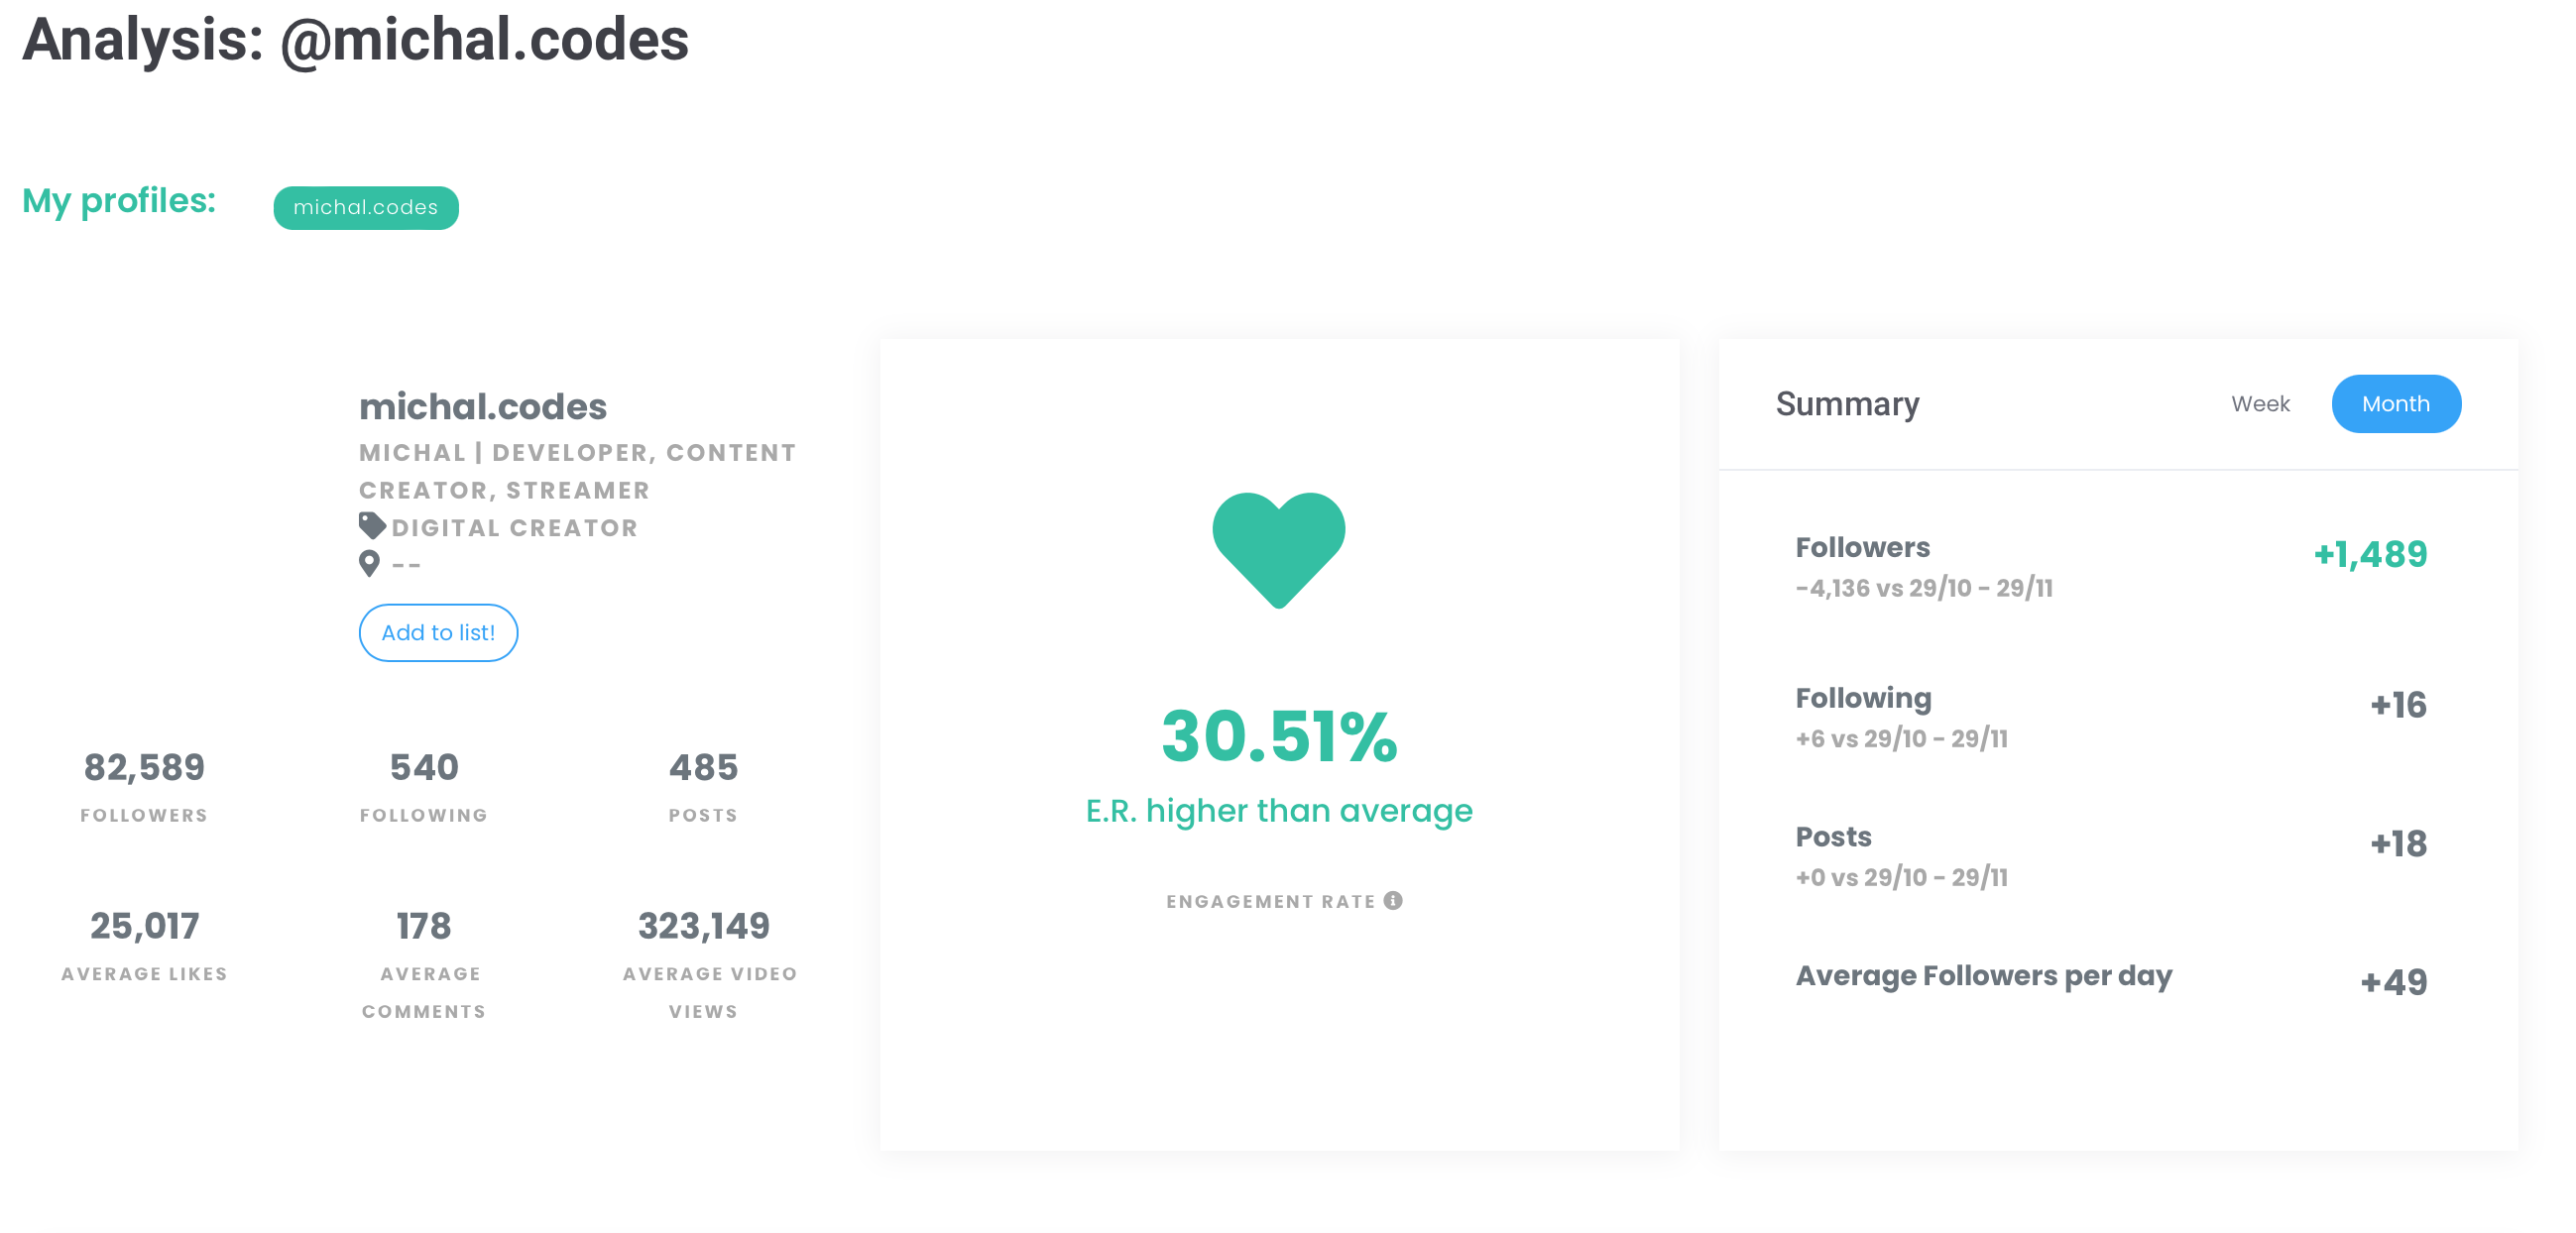 Analysis: @michal.codes
My profiles:
michal.codes
michal.codes
MICHAL | DEVELOPER, CONTENT
CREATOR, STREAMER
DIGITAL CREATOR
--
Add to list!
82,589
FOLLOWERS
540
FOLLOWING
485
POSTS
25,017
AVERAGE LIKES
178
AVERAGE
COMMENTS
323,149
AVERAGE VIDEO
VIEWS
30.51%
E.R. higher than average
ENGAGEMENT RATE
Summary
Week
Month
Followers
+1,489
-4,136 vs 29/10 - 29/11
Following
+16
+6 vs 29/10 - 29/11
Posts
+18
+0 vs 29/10 - 29/11
Average Followers per day
+49